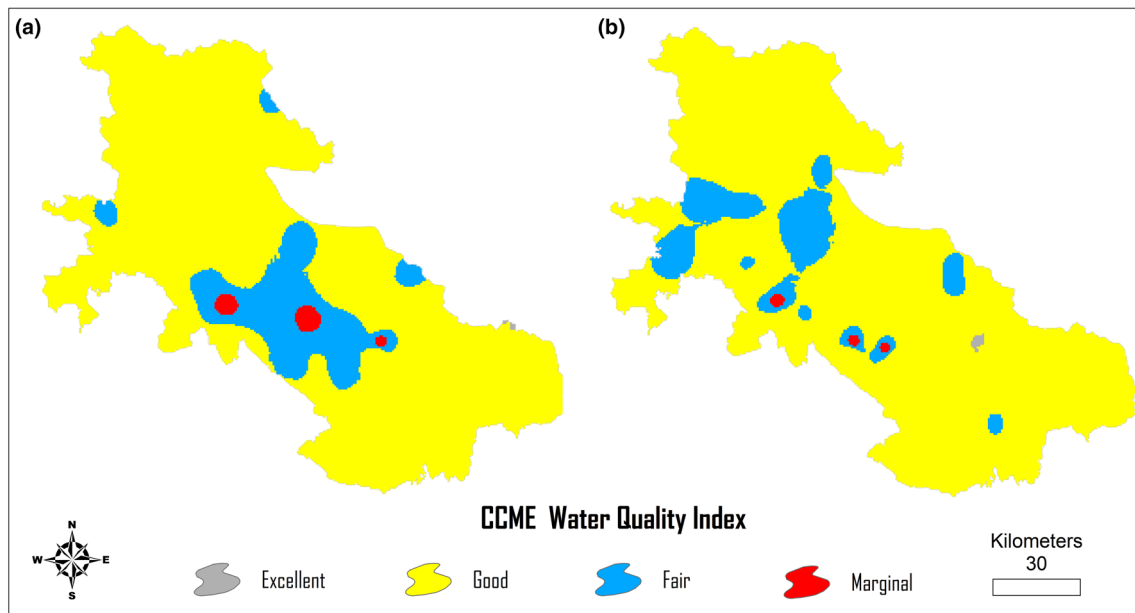 (a)
(b)
CCME Water Quality Index
N
W E
S
Excellent
Good
Fair
Marginal
Kilometers
30